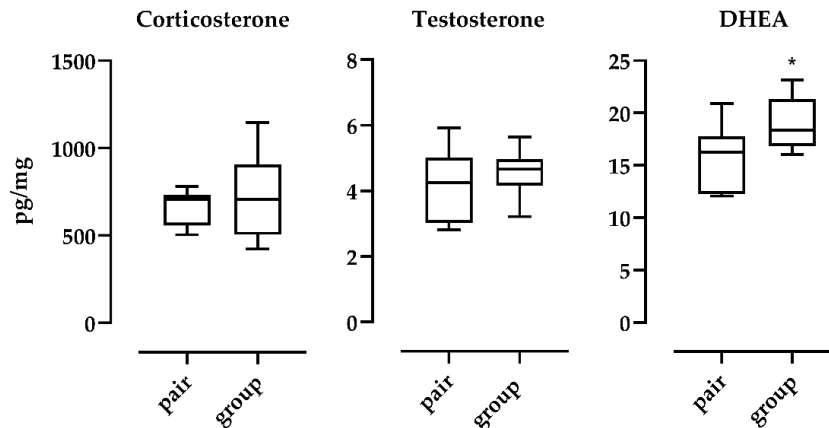 Corticosterone
Testosterone
DHEA
pg/mg
1500
1000
500
0
pair
group
8
6
4
2
0
pair
group
25
20
15
10
5
0
*
pair
group